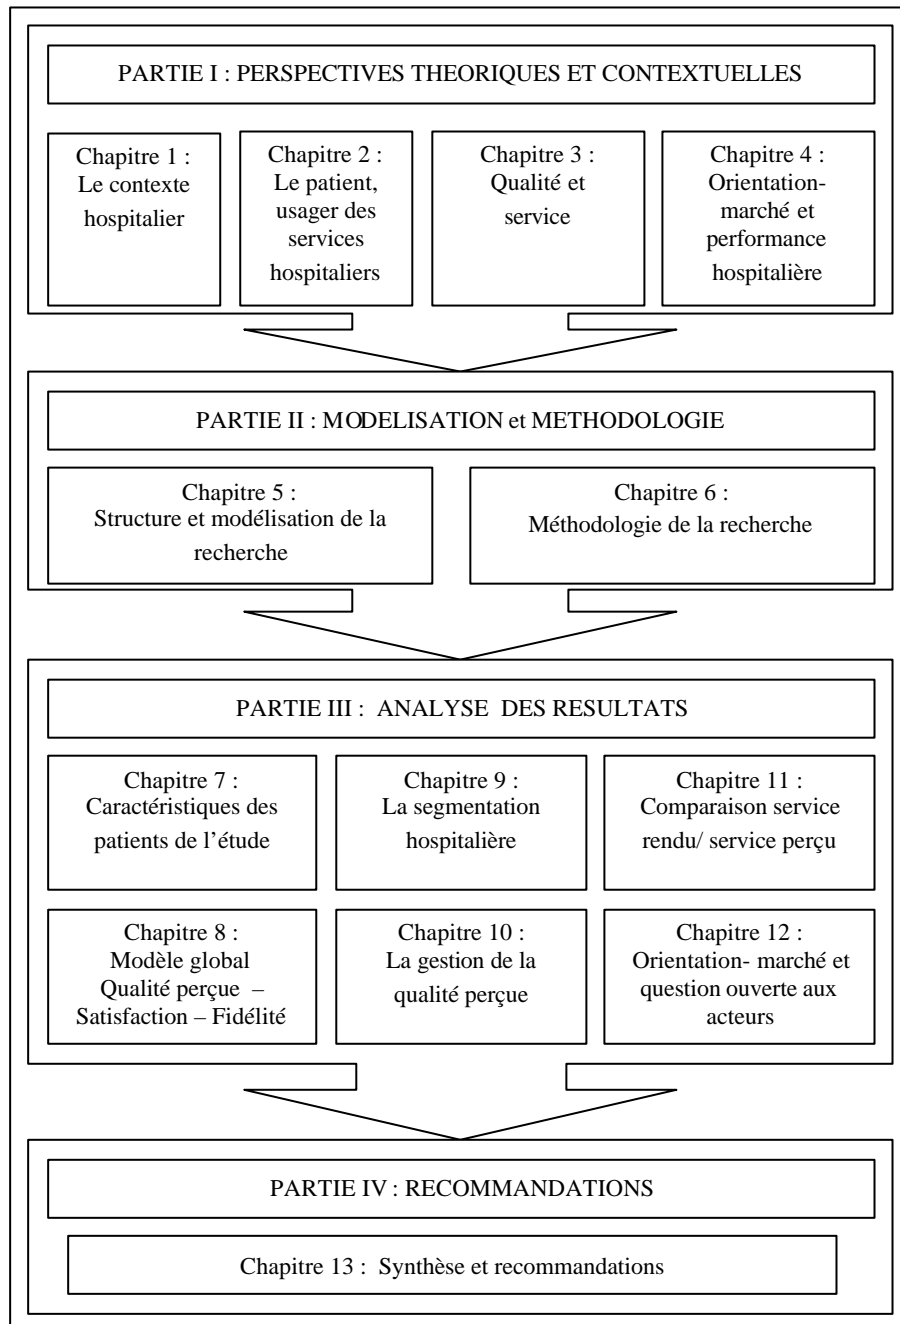 PARTIE I : PERSPECTIVES THEORIQUES ET CONTEXTUELLES
Chapitre 1 :
Le contexte
hospitalier
Chapitre 2 :
Le patient,
usager des
services
hospitaliers
Chapitre 3 :
Qualité et
service
Chapitre 4 :
Orientation-
marché et
performance
hospitalière
PARTIE II : MODELISATION et METHODOLOGIE
Chapitre 5 :
Structure et modélisation de la
recherche
Chapitre 6 :
Méthodologie de la recherche
PARTIE III : ANALYSE DES RESULTATS
Chapitre 7 :
Caractéristiques des
patients de l’étude
Chapitre 9 :
La segmentation
hospitalière
Chapitre 11 :
Comparaison service
rendu/ service perçu
Chapitre 8 :
Modèle global
Qualité perçue –
Satisfaction – Fidélité
Chapitre 10 :
La gestion de la
qualité perçue
Chapitre 12 :
Orientation- marché et
question ouverte aux
acteurs
PARTIE IV : RECOMMANDATIONS
Chapitre 13 : Synthèse et recommandations